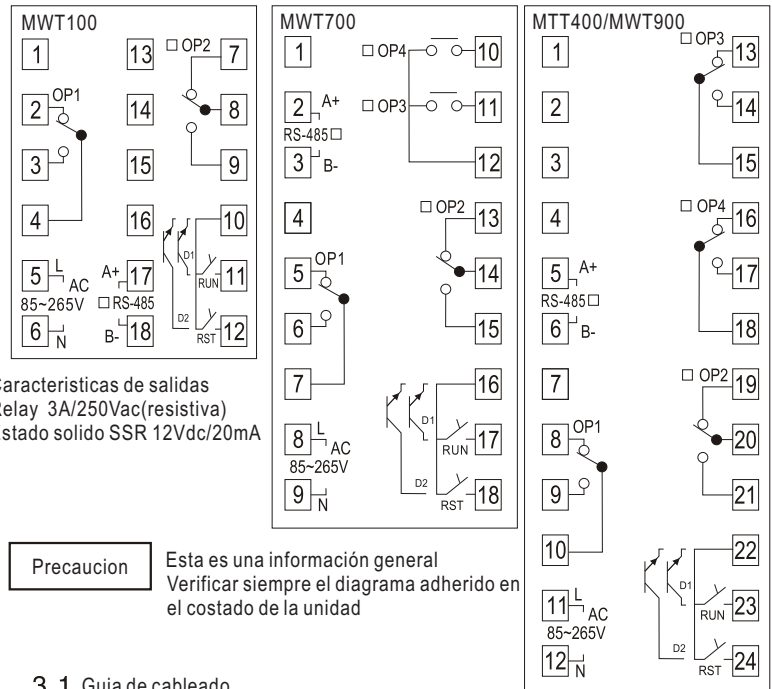 MWT100
1 13 □ OP2 7
2 OP1 14 8
3 15 9
4 16 10
D1
5 L AC A+ 17 RUN 11
85~265V □ RS-485
D2
6 N B- 18 RST 12
MWT700
1 □ OP4 10
2 A+ □ OP3 11
RS-485 □
3 B- 12
4 □ OP2 13
5 OP1 14
6 15
7 16
D1
8 L AC RUN 17
85~265V
D2
9 N RST 18
MTT400/MWT900
1 □ OP3 13
2 14
3 15
4 □ OP4 16
5 A+ 17
RS-485 □
6 B- 18
7 □ OP2 19
8 OP1 20
9 21
10 22
D1
11 L AC RUN 23
85~265V
D2
12 N RST 24
Caracteristicas de salidas
Relay 3A/250Vac(resistiva)
Estado solido SSR 12Vdc/20mA
Precaucion
Esta es una información general
Verificar siempre el diagrama adherido en
el costado de la unidad
3.1 Guia de cableado